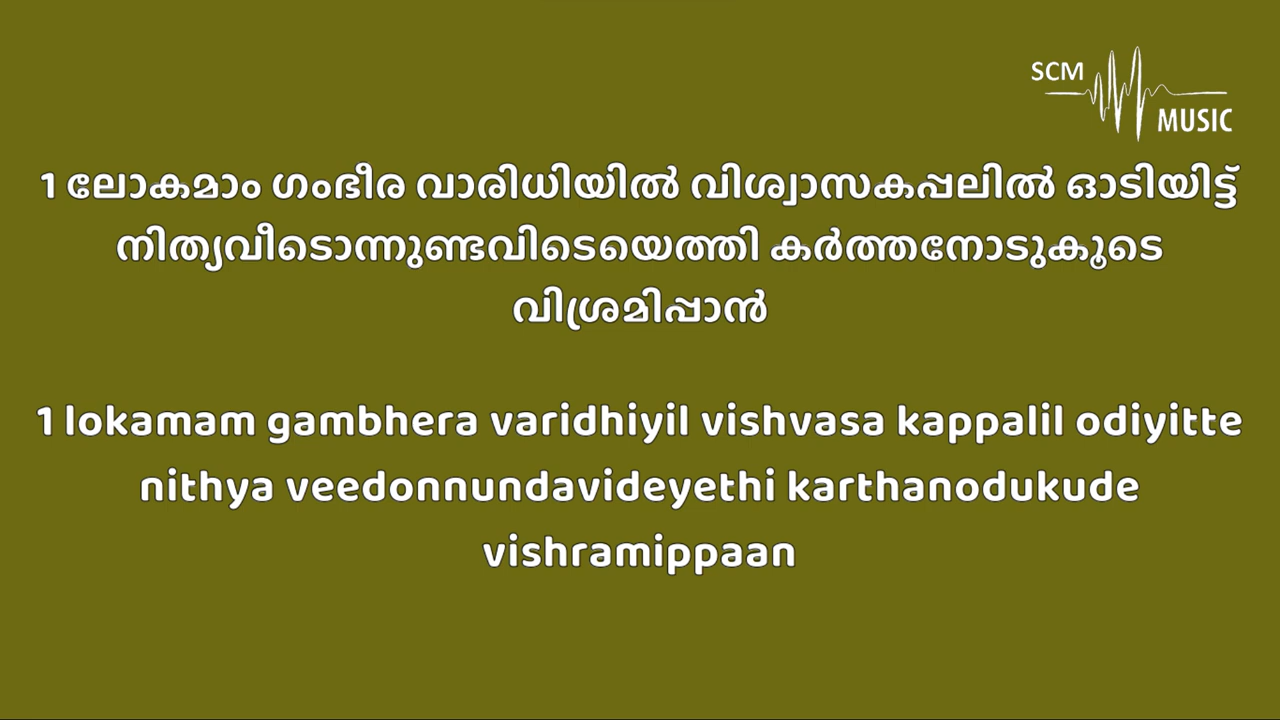 SCM
MUSIC
1 ലോകമാം ഗംഭീര വാരിധിയിൽ വിശ്വാസകപ്പലിൽ ഓടിയിട്ട്
നിത്യവീടൊന്നുണ്ടവിടെയെത്തി കർത്തനോടുകൂടെ
വിശ്രമിപ്പാൻ
1 lokamam gambhera varidhiyil vishvasa kappalil odiyitte
nithya veedonnundavideyethi karthanodukude
vishramippaan